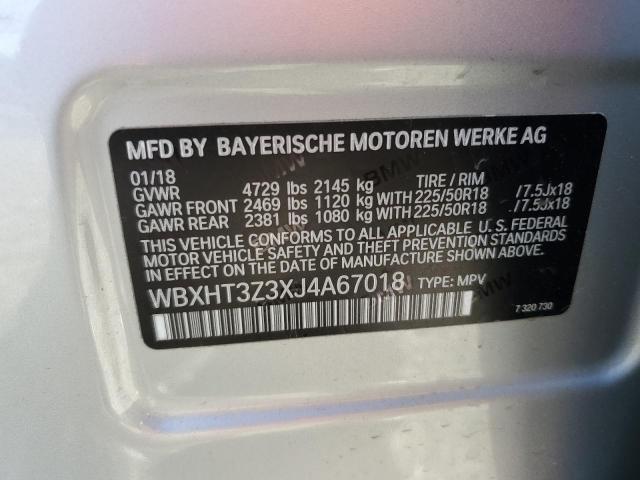 MFD BY BAYERISCHE MOTOREN WERKE AG
01/18 TIRE / RIM
GVWR 4729 lbs 2145 kg
GAWR FRONT 2469 lbs 1120 kg WITH 225/50R18 /7.5Jx18
GAWR REAR 2381 lbs 1080 kg WITH 225/50R18 /7.5Jx18
THIS VEHICLE CONFORMS TO ALL APPLICABLE U. S. FEDERAL
MOTOR VEHICLE SAFETY AND THEFT PREVENTION STANDARDS
IN EFFECT ON THE DATE OF MANUFACTURE SHOWN ABOVE.
WBXHT3Z3XJ4A67018 TYPE: MPV
7 320 730